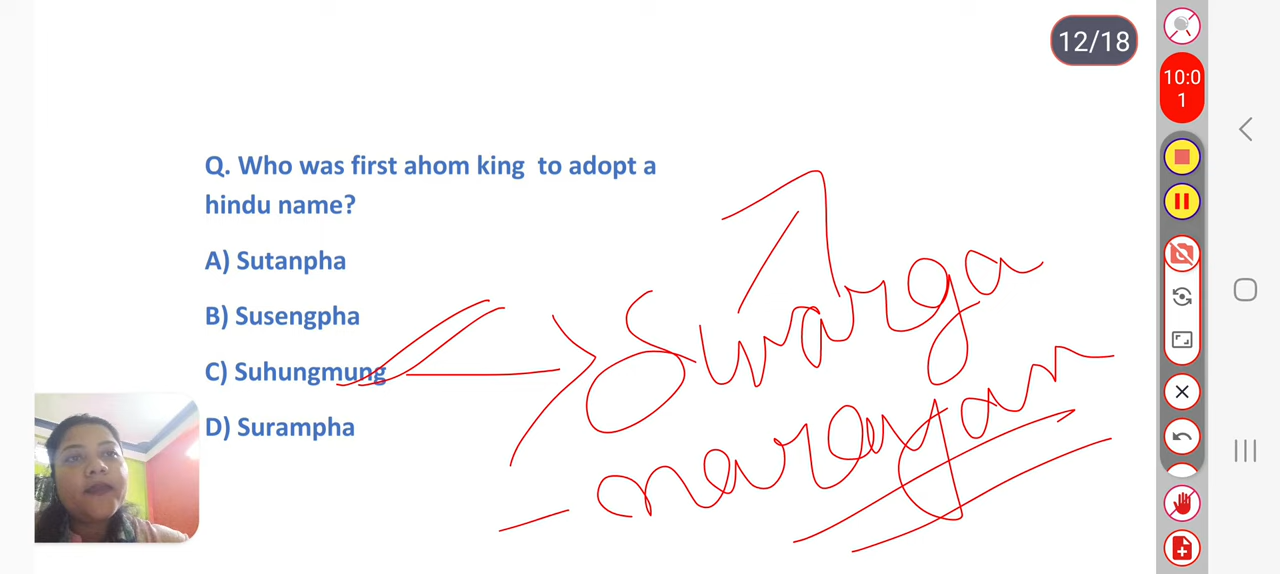 12/18
10:0
1
Q. Who was first ahom king to adopt a
hindu name?
A) Sutanpha
B) Susengpha
C) Suhungmung
D) Surampha
Swarga
narayan